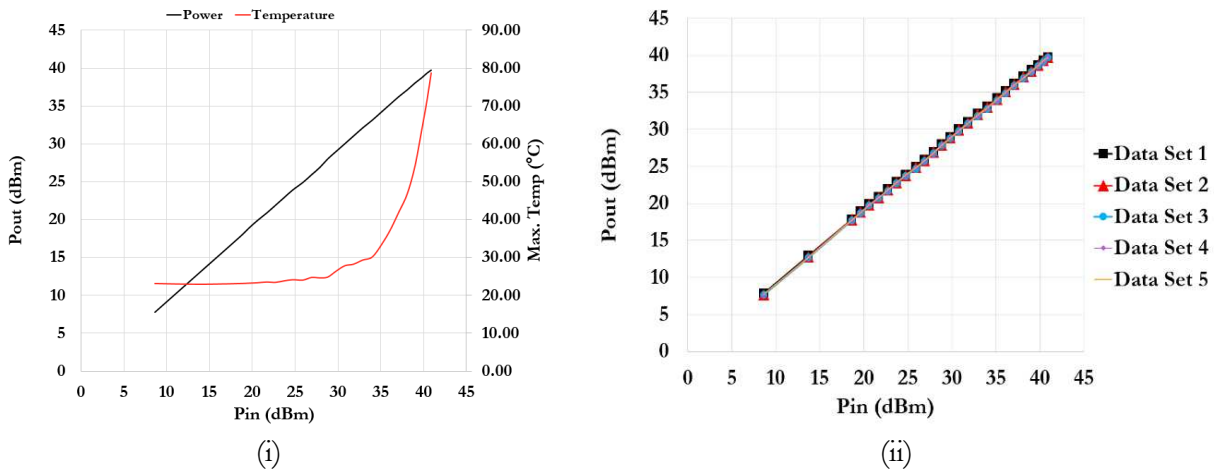 Power Temperature
45
40
35
30
25
20
15
10
5
0
Pout (dBm)
90.00
80.00
70.00
60.00
50.00
40.00
30.00
20.00
10.00
0.00
Max. Temp (°C)
0 5 10 15 20 25 30 35 40 45
Pin (dBm)
(i)
45
40
35
30
25
20
15
10
5
0
Pout (dBm)
0 5 10 15 20 25 30 35 40 45
Pin (dBm)
Data Set 1
Data Set 2
Data Set 3
Data Set 4
Data Set 5
(ii)